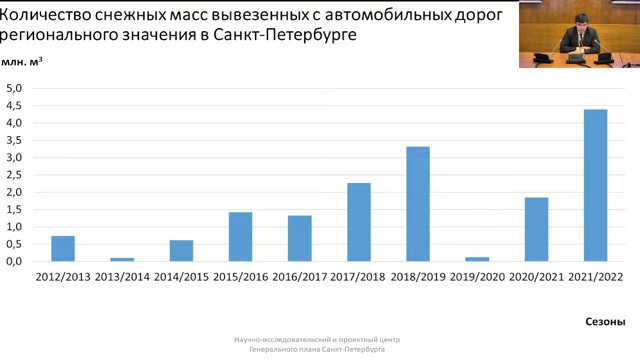 Количество снежных масс вывезенных с автомобильных дорог
регионального значения в Санкт-Петербурге
млн. м³
5,0
4,5
4,0
3,5
3,0
2,5
2,0
1,5
1,0
0,5
0,0
2012/2013 2013/2014 2014/2015 2015/2016 2016/2017 2017/2018 2018/2019 2019/2020 2020/2021 2021/2022
Сезоны
Научно-исследовательский и проектный центр
Генерального плана Санкт-Петербурга